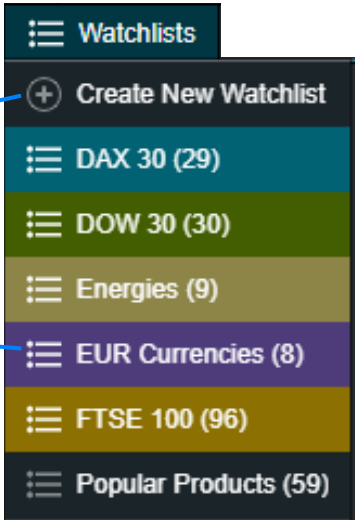 Watchlists
Create New Watchlist
DAX 30 (29)
DOW 30 (30)
Energies (9)
EUR Currencies (8)
FTSE 100 (96)
Popular Products (59)